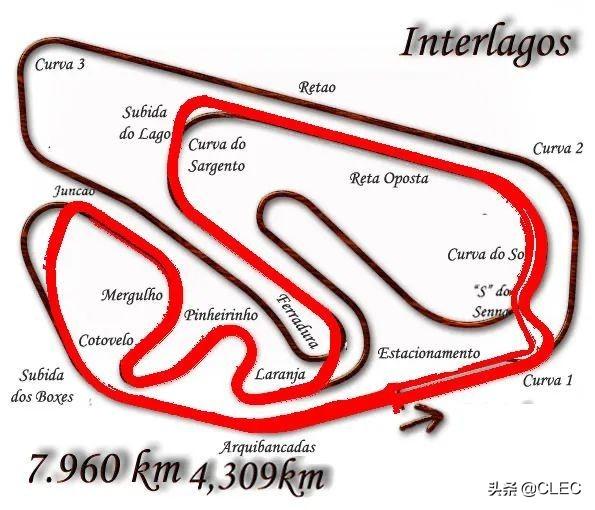 Interlagos
Curva 3
Retao
Subida
do Lago
Curva do
Sargento
Curva 2
Reta Oposta
Juncao
Curva do So
"S" do
Senna
Mergulho
Pinheirinho
Ferradura
Cotovelo
Estacionamento
Laranja
Curva 1
Subida
dos Boxes
Arquibancadas
7.960 km 4,309km
头条 @CLEC